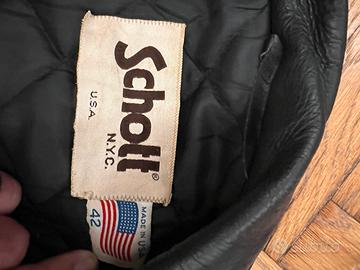 Schott®
N.Y.C.
U.S.A.
42
MADE IN USA